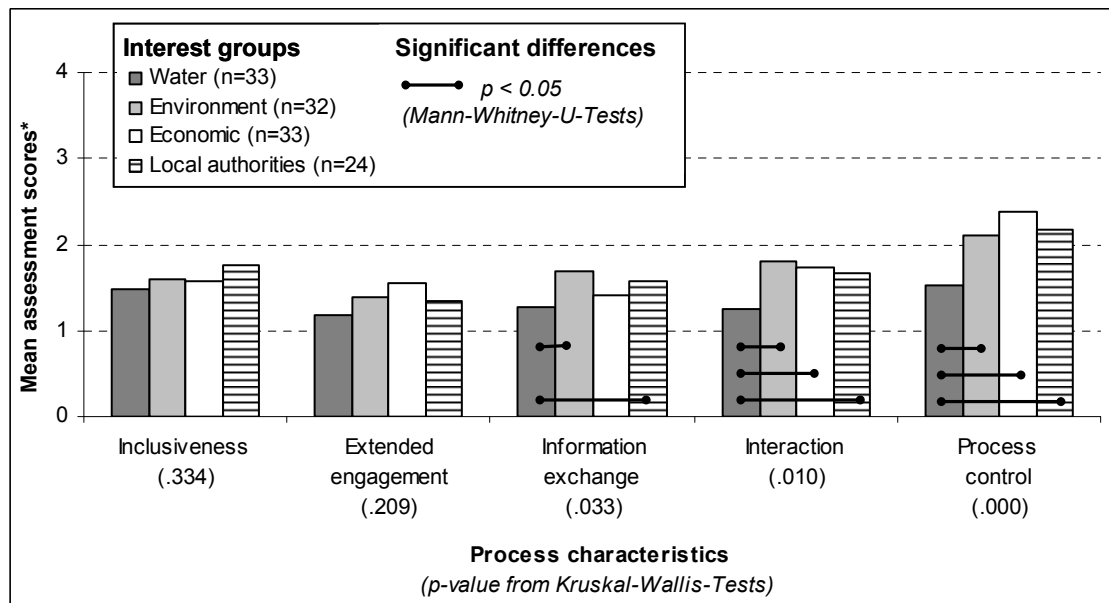 Interest groups
Water (n=33)
Environment (n=32)
Economic (n=33)
Local authorities (n=24)
Significant differences
p < 0.05
(Mann-Whitney-U-Tests)
Mean assessment scores*
4
3
2
1
0
Inclusiveness
(.334)
Extended
engagement
(.209)
Information
exchange
(.033)
Interaction
(.010)
Process
control
(.000)
Process characteristics
(p-value from Kruskal-Wallis-Tests)